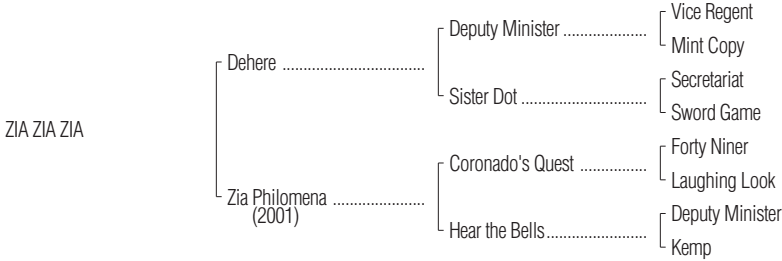 Vice Regent
Deputy Minister ....................
Mint Copy
Dehere ..................................
Secretariat
Sister Dot ..............................
Sword Game
ZIA ZIA ZIA
Forty Niner
Coronado's Quest ................
Laughing Look
Zia Philomena ......................
(2001)
Deputy Minister
Hear the Bells........................
Kemp